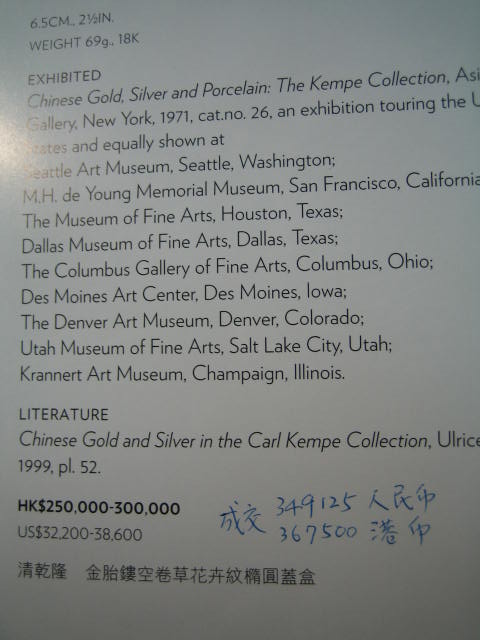 6.5CM., 2½IN.
WEIGHT 69g., 18K
EXHIBITED
Chinese Gold, Silver and Porcelain: The Kempe Collection, Asi
Gallery, New York, 1971, cat.no. 26, an exhibition touring the U
tates and equally shown at
Seattle Art Museum, Seattle, Washington;
M.H. de Young Memorial Museum, San Francisco, California
The Museum of Fine Arts, Houston, Texas;
Dallas Museum of Fine Arts, Dallas, Texas;
The Columbus Gallery of Fine Arts, Columbus, Ohio;
Des Moines Art Center, Des Moines, Iowa;
The Denver Art Museum, Denver, Colorado;
Utah Museum of Fine Arts, Salt Lake City, Utah;
Krannert Art Museum, Champaign, Illinois.
LITERATURE
Chinese Gold and Silver in the Carl Kempe Collection, Ulrice
1999, pl. 52.
HK$250,000-300,000
US$32,200-38,600
成交 349125 人民币
367500 港币
清乾隆 金胎鏤空卷草花卉紋橢圓蓋盒